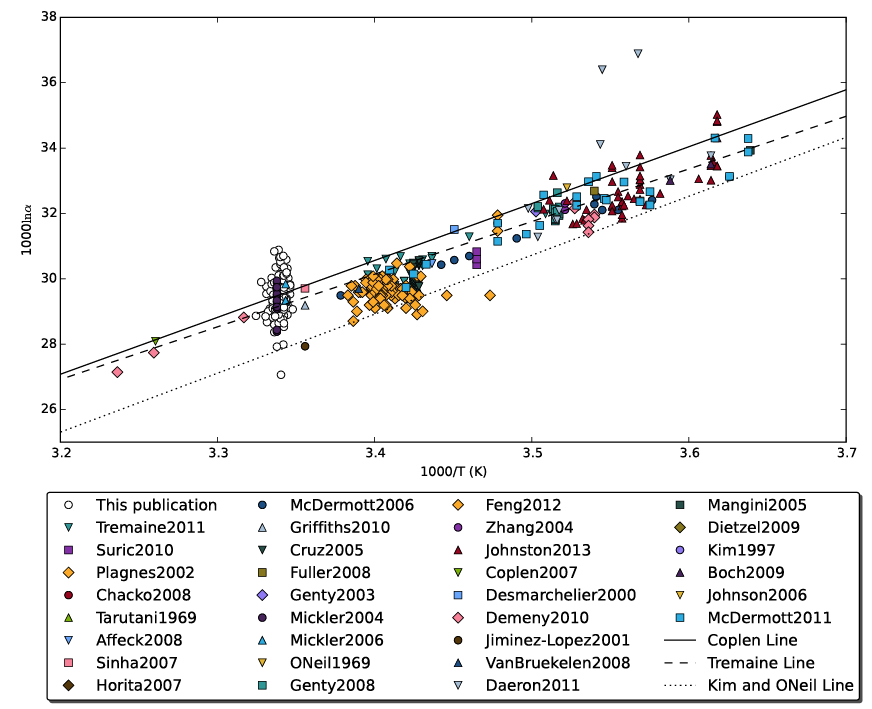 38
36
34
32
30
28
26
1000lnα
3.2 3.3 3.4 3.5 3.6 3.7
1000/T (K)
This publication McDermott2006 Feng2012 Mangini2005
Tremaine2011 Griffiths2010 Zhang2004 Dietzel2009
Suric2010 Cruz2005 Johnston2013 Kim1997
Plagnes2002 Fuller2008 Coplen2007 Boch2009
Chacko2008 Genty2003 Desmarchelier2000 Johnson2006
Tarutani1969 Mickler2004 Demeny2010 McDermott2011
Affeck2008 Mickler2006 Jiminez-Lopez2001 Coplen Line
Sinha2007 ONeil1969 VanBruekelen2008 Tremaine Line
Horita2007 Genty2008 Daeron2011 Kim and ONeil Line